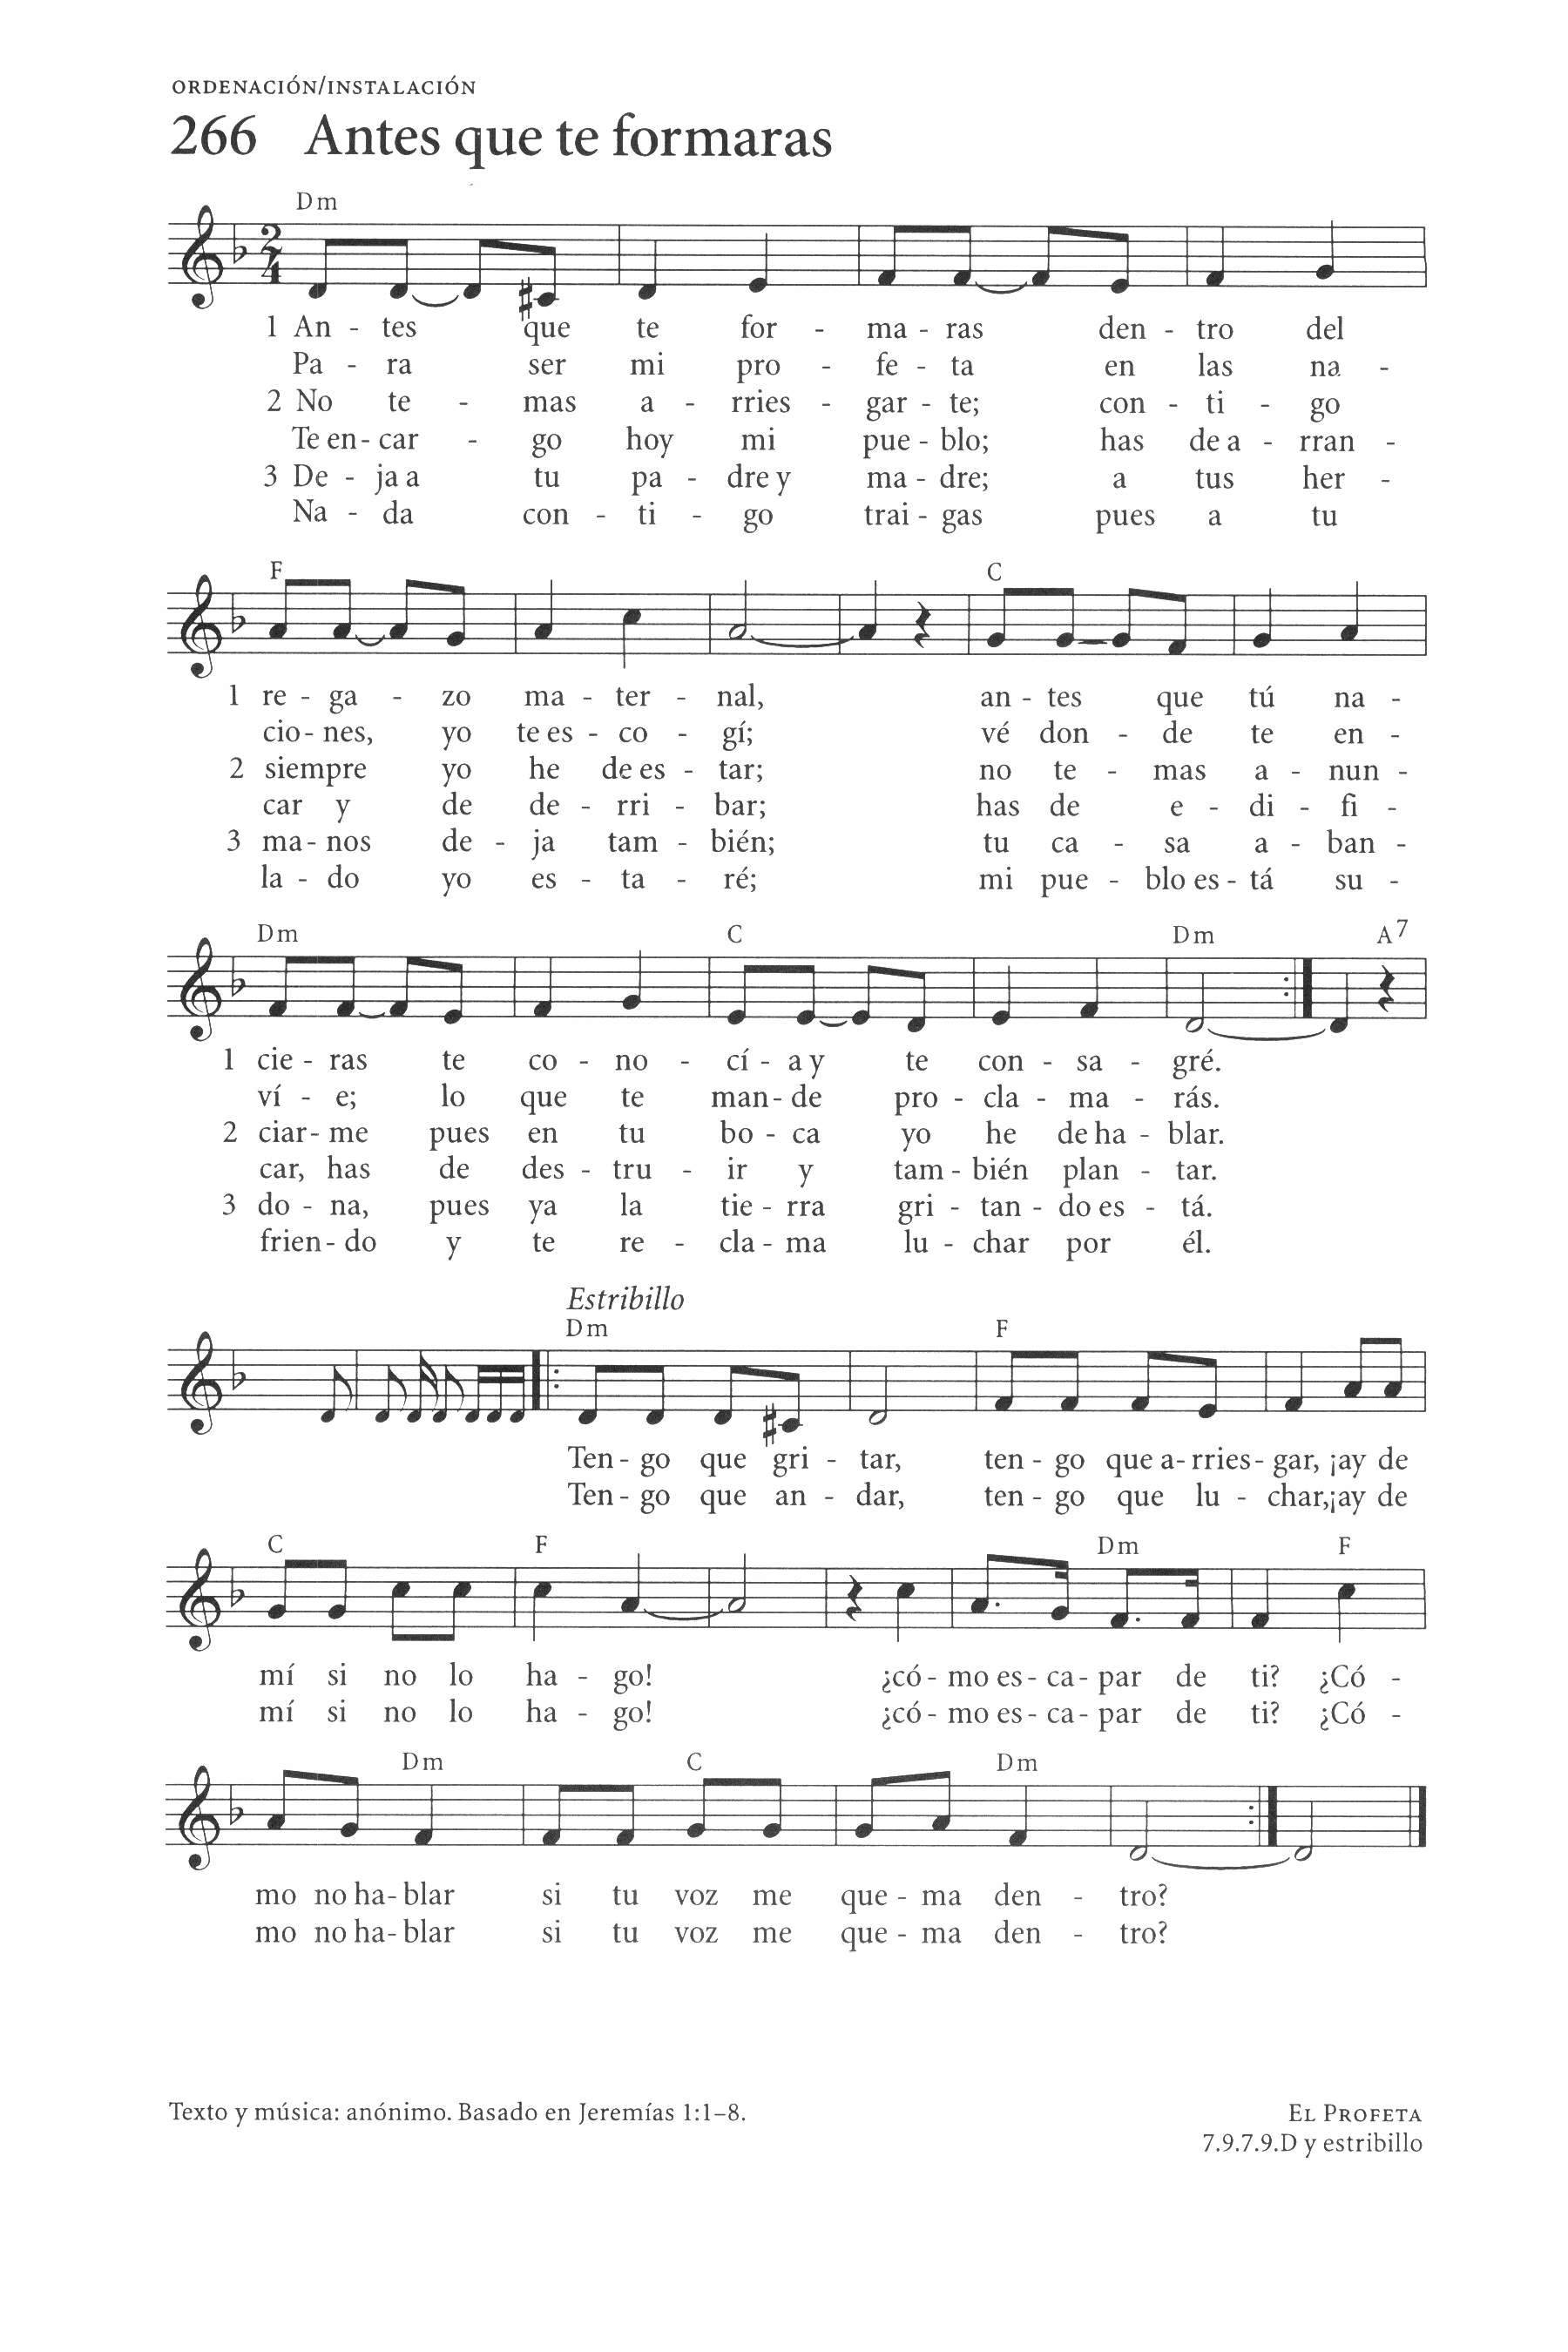 ORDENACIÓN/INSTALACIÓN
266 Antes que te formaras
Dm
1 An - tes que te for - ma - ras den - tro del
Pa - ra ser mi pro - fe - ta en las na -
2 No te - mas a - rries - gar - te; con - ti - go
Te en - car - go hoy mi pue - blo; has de a - rran -
3 De - ja a tu pa - dre y ma - dre; a tus her -
Na - da con - ti - go trai - gas pues a tu
F C
1 re - ga - zo ma - ter - nal, an - tes que tú na -
cio - nes, yo te es - co - gí; vé don - de te en -
2 siempre yo he de es - tar; no te - mas a - nun -
car y de de - rri - bar; has de e - di - fi -
3 ma - nos de - ja tam - bién; tu ca - sa a - ban -
la - do yo es - ta - ré; mi pue - blo es - tá su -
Dm C Dm A7
1 cie - ras te co - no - cí - a y te con - sa - gré.
ví - e; lo que te man - de pro - cla - ma - rás.
2 ciar - me pues en tu bo - ca yo he de ha - blar.
car, has de des - tru - ir y tam - bién plan - tar.
3 do - na, pues ya la tie - rra gri - tan - do es - tá.
frien - do y te re - cla - ma lu - char por él.
Estribillo
Dm F
Ten - go que gri - tar, ten - go que a - rries - gar, ¡ay de
Ten - go que an - dar, ten - go que lu - char, ¡ay de
C F Dm F
mí si no lo ha - go! ¿có - mo es - ca - par de ti? ¿Có -
mí si no lo ha - go! ¿có - mo es - ca - par de ti? ¿Có -
Dm C Dm
mo no ha - blar si tu voz me que - ma den - tro?
mo no ha - blar si tu voz me que - ma den - tro?
Texto y música: anónimo. Basado en Jeremías 1:1–8.
EL PROFETA
7.9.7.9.D y estribillo